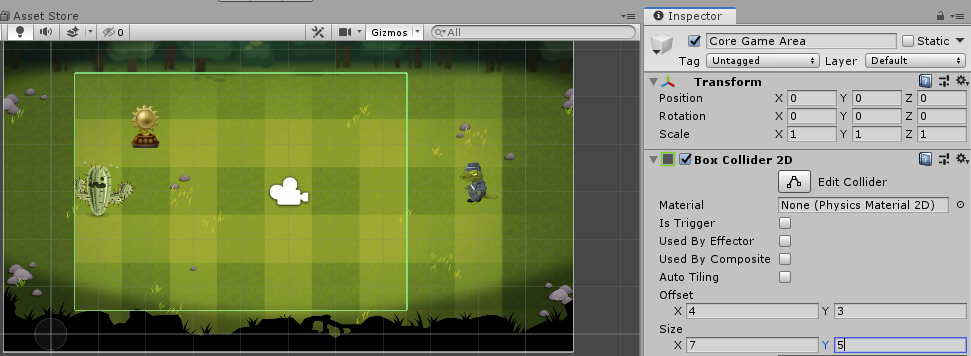 Asset Store
0
Gizmos
All
Inspector
Core Game Area
Static
Tag Untagged Layer Default
Transform
Position X 0 Y 0 Z 0
Rotation X 0 Y 0 Z 0
Scale X 1 Y 1 Z 1
Box Collider 2D
Edit Collider
Material None (Physics Material 2D)
Is Trigger
Used By Effector
Used By Composite
Auto Tiling
Offset
X 4 Y 3
Size
X 7 Y 5